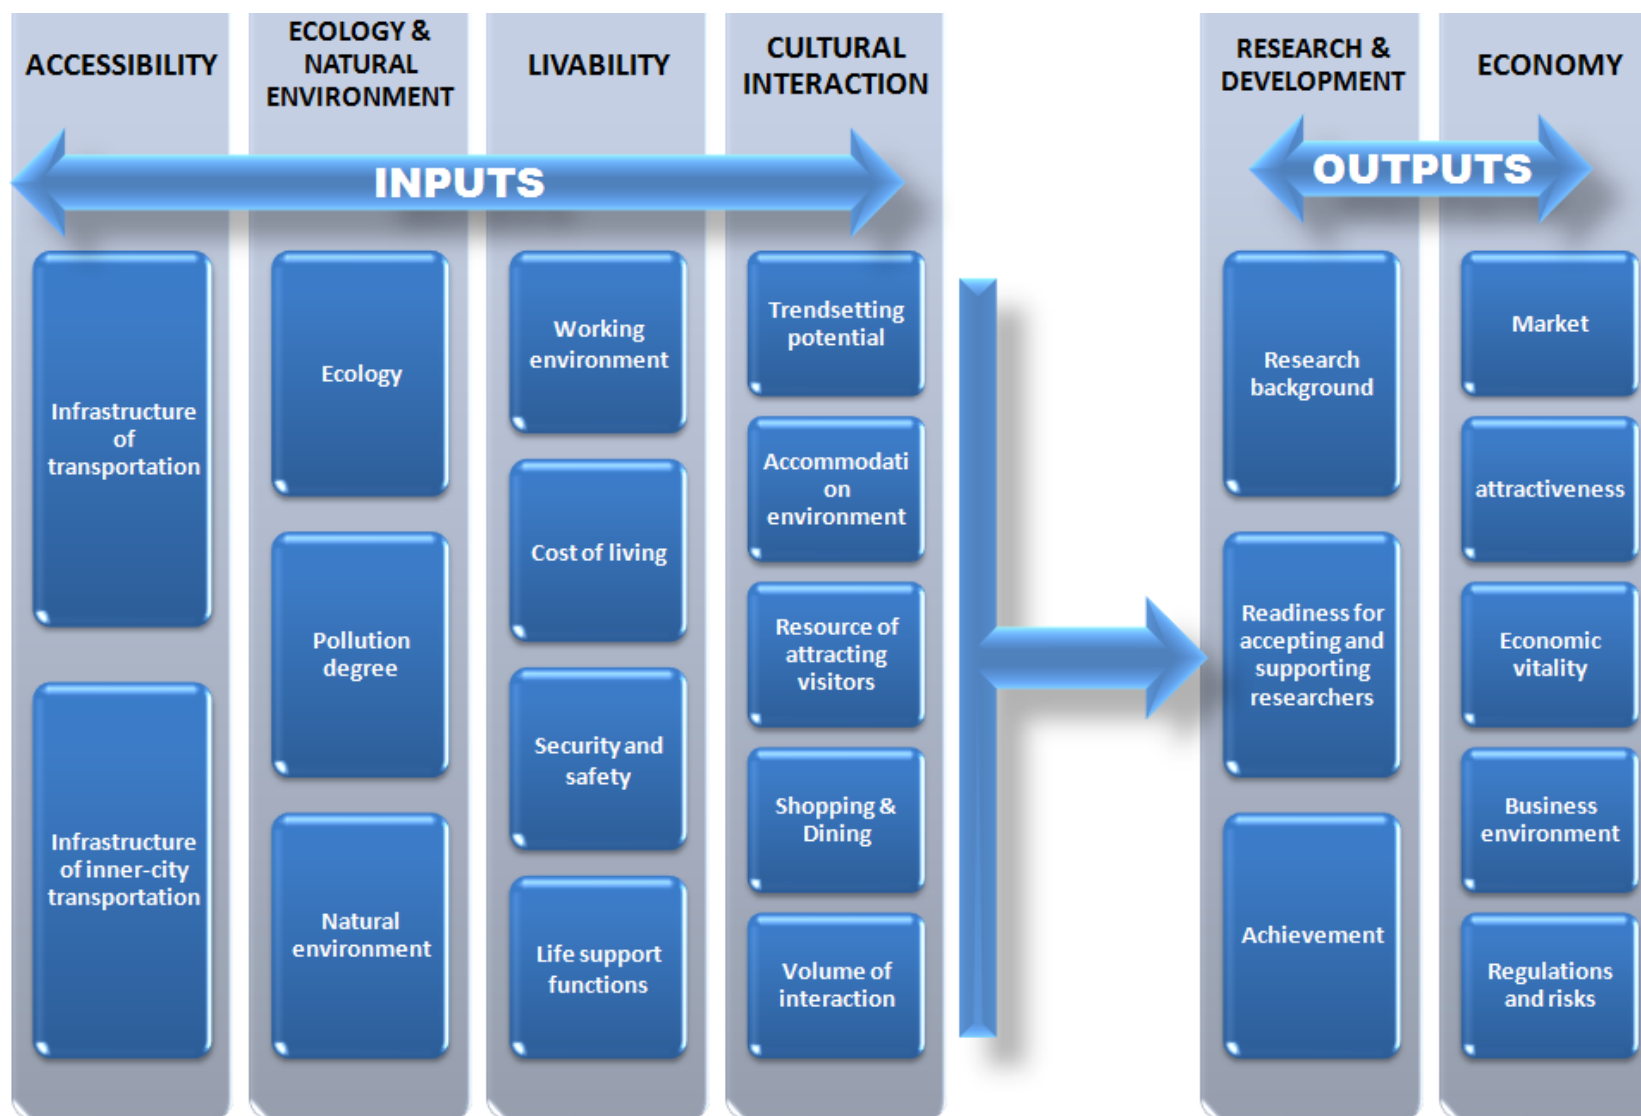 ACCESSIBILITY
ECOLOGY &
NATURAL
ENVIRONMENT
LIVABILITY
CULTURAL
INTERACTION
RESEARCH &
DEVELOPMENT
ECONOMY
INPUTS
OUTPUTS
Infrastructure
of
transportation
Infrastructure
of inner-city
transportation
Ecology
Pollution
degree
Natural
environment
Working
environment
Cost of living
Security and
safety
Life support
functions
Trendsetting
potential
Accommodati
on
environment
Resource of
attracting
visitors
Shopping &
Dining
Volume of
interaction
Research
background
Readiness for
accepting and
supporting
researchers
Achievement
Market
attractiveness
Economic
vitality
Business
environment
Regulations
and risks